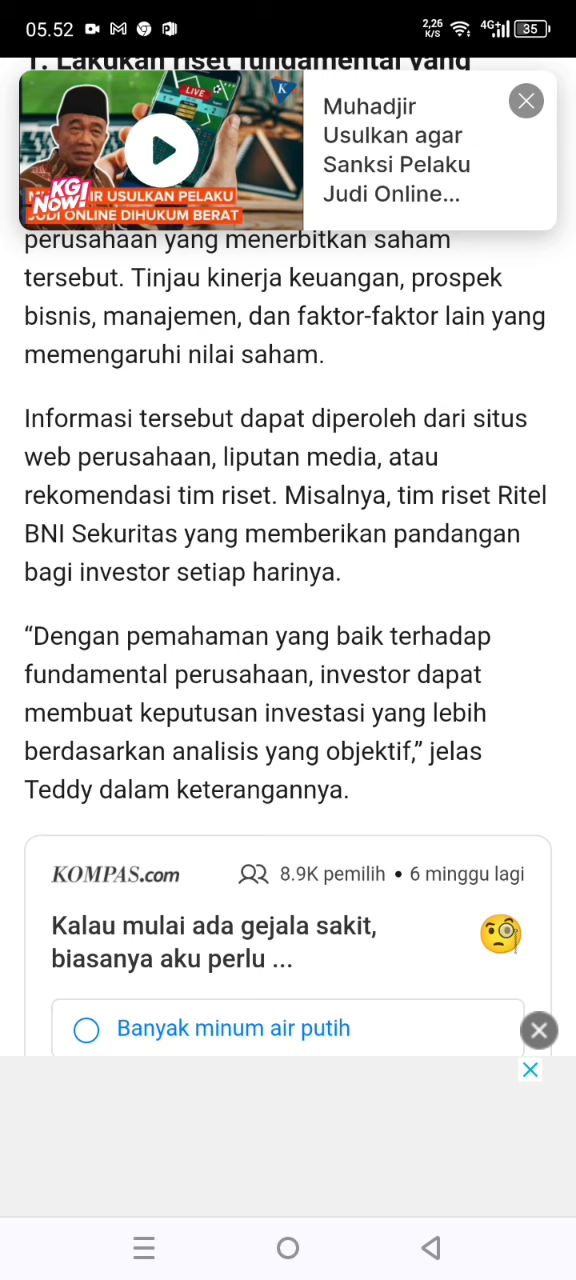 05.52
2,26
K/S
4G+
35
1. Lakukan riset fundamental yang
LIVE
K
KG
NOW!
IR USULKAN PELAKU
JUDI ONLINE DIHUKUM BERAT
Muhadjir
Usulkan agar
Sanksi Pelaku
Judi Online...
perusahaan yang menerbitkan saham
tersebut. Tinjau kinerja keuangan, prospek
bisnis, manajemen, dan faktor-faktor lain yang
memengaruhi nilai saham.
Informasi tersebut dapat diperoleh dari situs
web perusahaan, liputan media, atau
rekomendasi tim riset. Misalnya, tim riset Ritel
BNI Sekuritas yang memberikan pandangan
bagi investor setiap harinya.
“Dengan pemahaman yang baik terhadap
fundamental perusahaan, investor dapat
membuat keputusan investasi yang lebih
berdasarkan analisis yang objektif,” jelas
Teddy dalam keterangannya.
KOMPAS.com 8.9K pemilih • 6 minggu lagi
Kalau mulai ada gejala sakit,
biasanya aku perlu ...
Banyak minum air putih